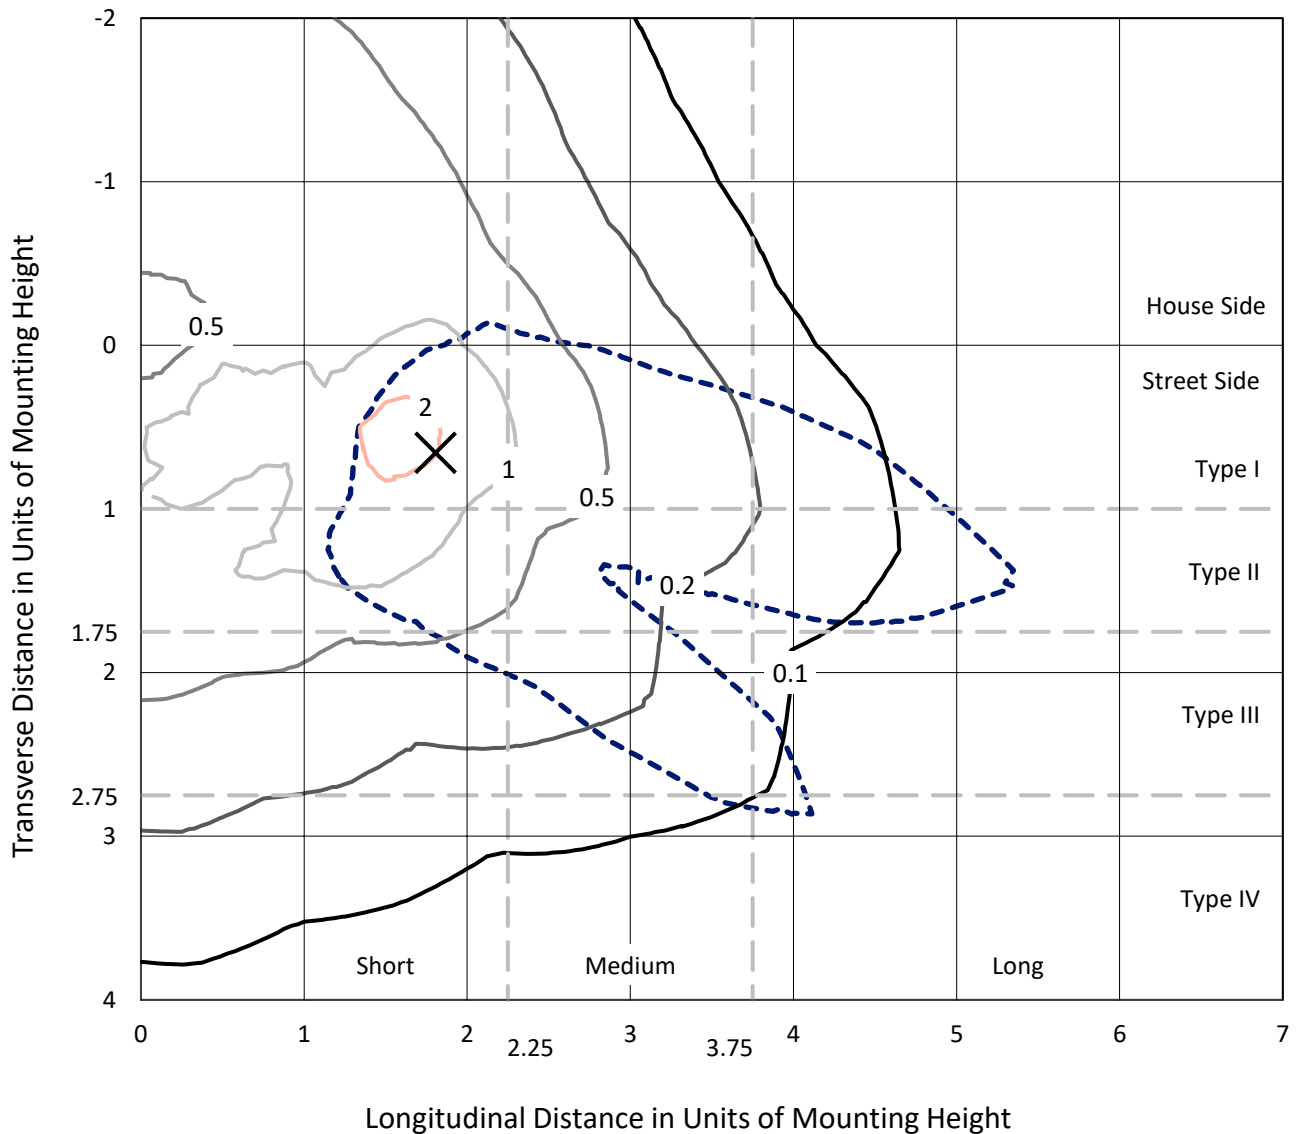 -2
-1
0
1
1.75
2
2.75
3
4
Transverse Distance in Units of Mounting Height
House Side
0.5
Street Side
2
Type I
1
0.5
Type II
0.2
0.1
Type III
Type IV
Short Medium Long
0 1 2 3 4 5 6 7
2.25 3.75
Longitudinal Distance in Units of Mounting Height